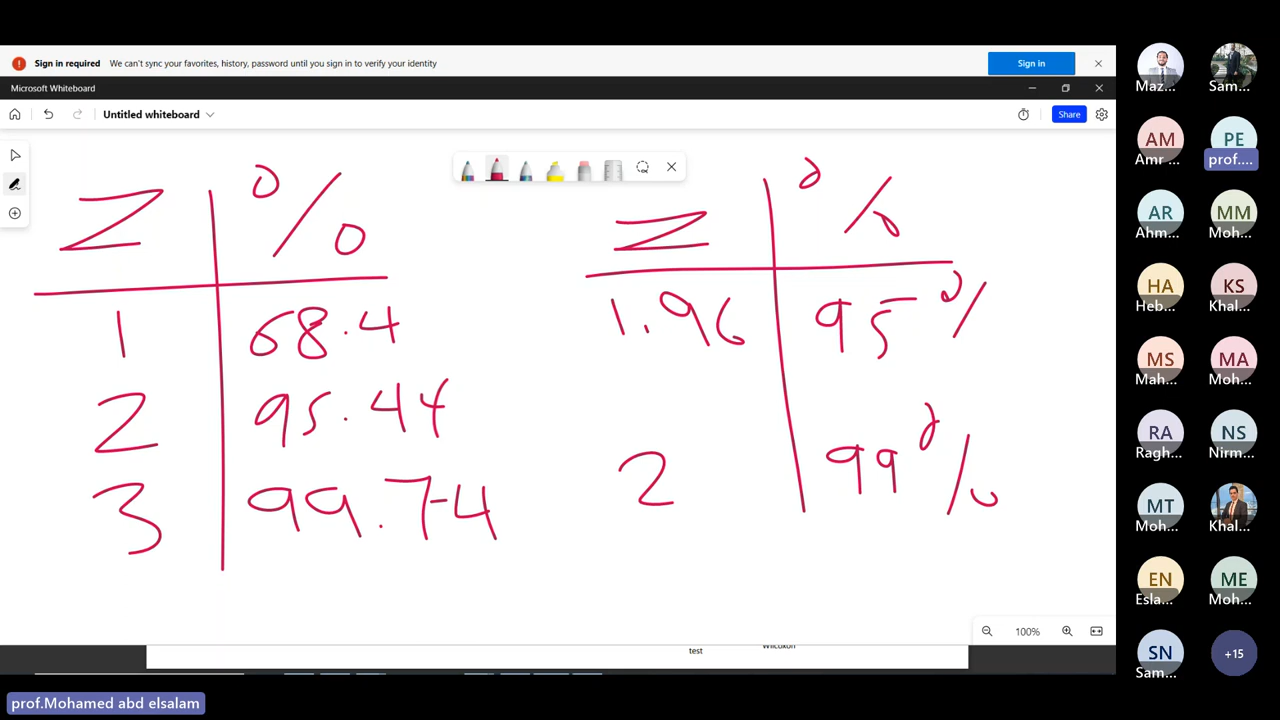 Sign in required We can't sync your favorites, history, password until you sign in to verify your identity Sign in
Microsoft Whiteboard
Untitled whiteboard Share
Z % Z %
1 68.4 1.96 95%
2 95.44
3 99.74 2 99%
100%
test
Maz... Sam...
AM PE
Amr ... prof....
AR MM
Ahm... Moh...
HA KS
Heb... Khal...
MS MA
Mah... Moh...
RA NS
Ragh... Nirm...
MT
Moh... Khal...
EN ME
Esla... Moh...
SN +15
Sam...
prof.Mohamed abd elsalam